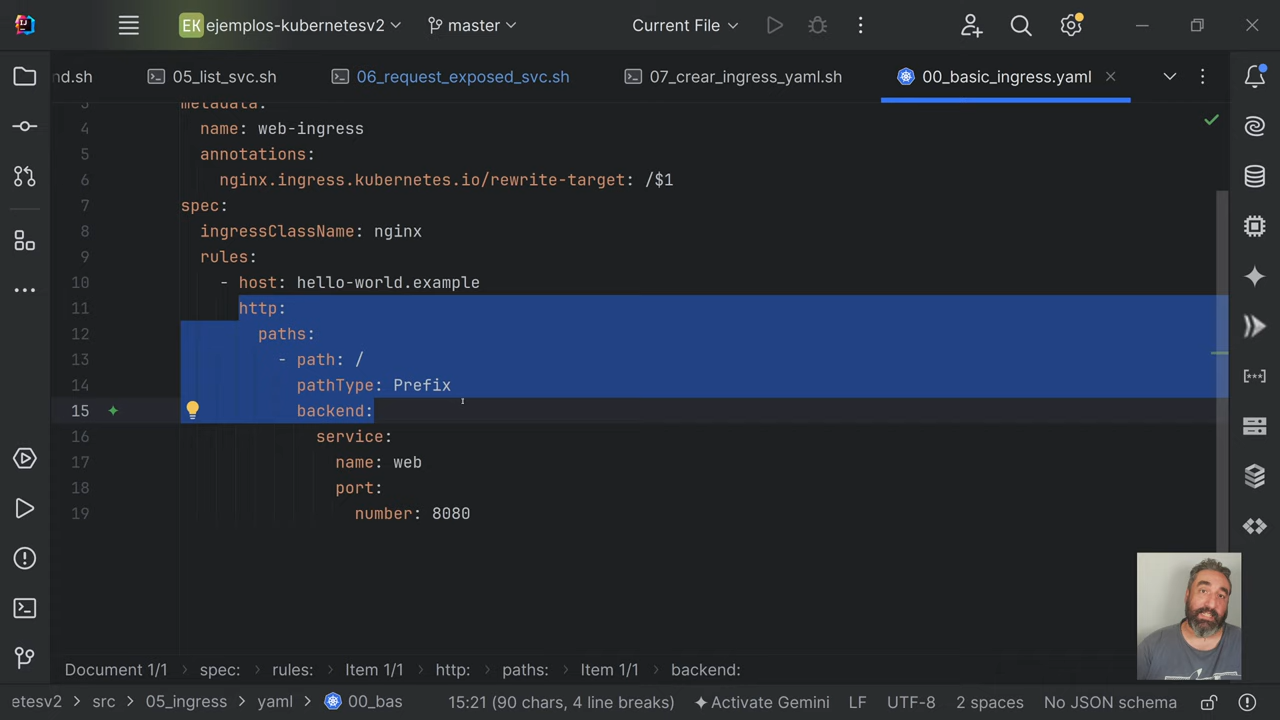 EK ejemplos-kubernetesv2 master Current File
nd.sh 05_list_svc.sh 06_request_exposed_svc.sh 07_crear_ingress_yaml.sh 00_basic_ingress.yaml
3 metadata:
4 name: web-ingress
5 annotations:
6 nginx.ingress.kubernetes.io/rewrite-target: /$1
7 spec:
8 ingressClassName: nginx
9 rules:
10 - host: hello-world.example
11 http:
12 paths:
13 - path: /
14 pathType: Prefix
15 backend:
16 service:
17 name: web
18 port:
19 number: 8080
Document 1/1 › spec: › rules: › Item 1/1 › http: › paths: › Item 1/1 › backend:
etesv2 › src › 05_ingress › yaml › 00_bas 15:21 (90 chars, 4 line breaks) Activate Gemini LF UTF-8 2 spaces No JSON schema